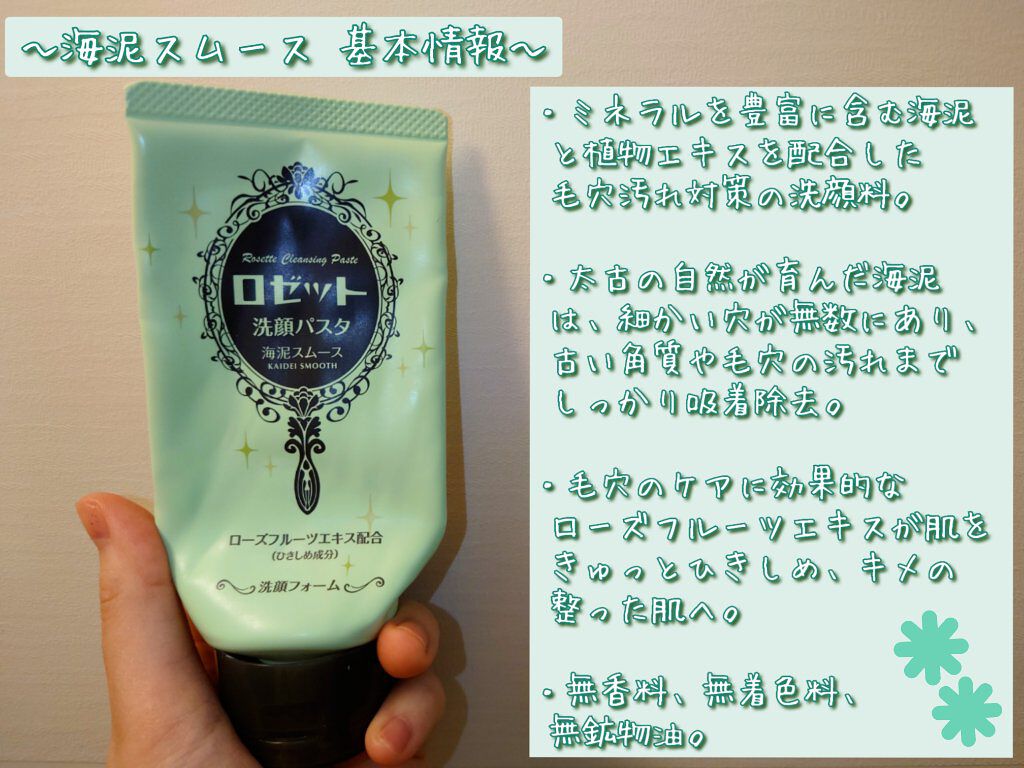 ～海泥スムース 基本情報～
・ミネラルを豊富に含む海泥
と植物エキスを配合した
毛穴汚れ対策の洗顔料。
・太古の自然が育んだ海泥
は、細かい穴が無数にあり、
古い角質や毛穴の汚れまで
しっかり吸着除去。
・毛穴のケアに効果的な
ローズフルーツエキスが肌を
きゅっとひきしめ、キメの
整った肌へ。
・無香料、無着色料、
無鉱物油。
Rosette Cleansing Paste
ロゼット
洗顔パスタ
海泥スムース
KAIDEI SMOOTH
ローズフルーツエキス配合
(ひきしめ成分)
洗顔フォーム